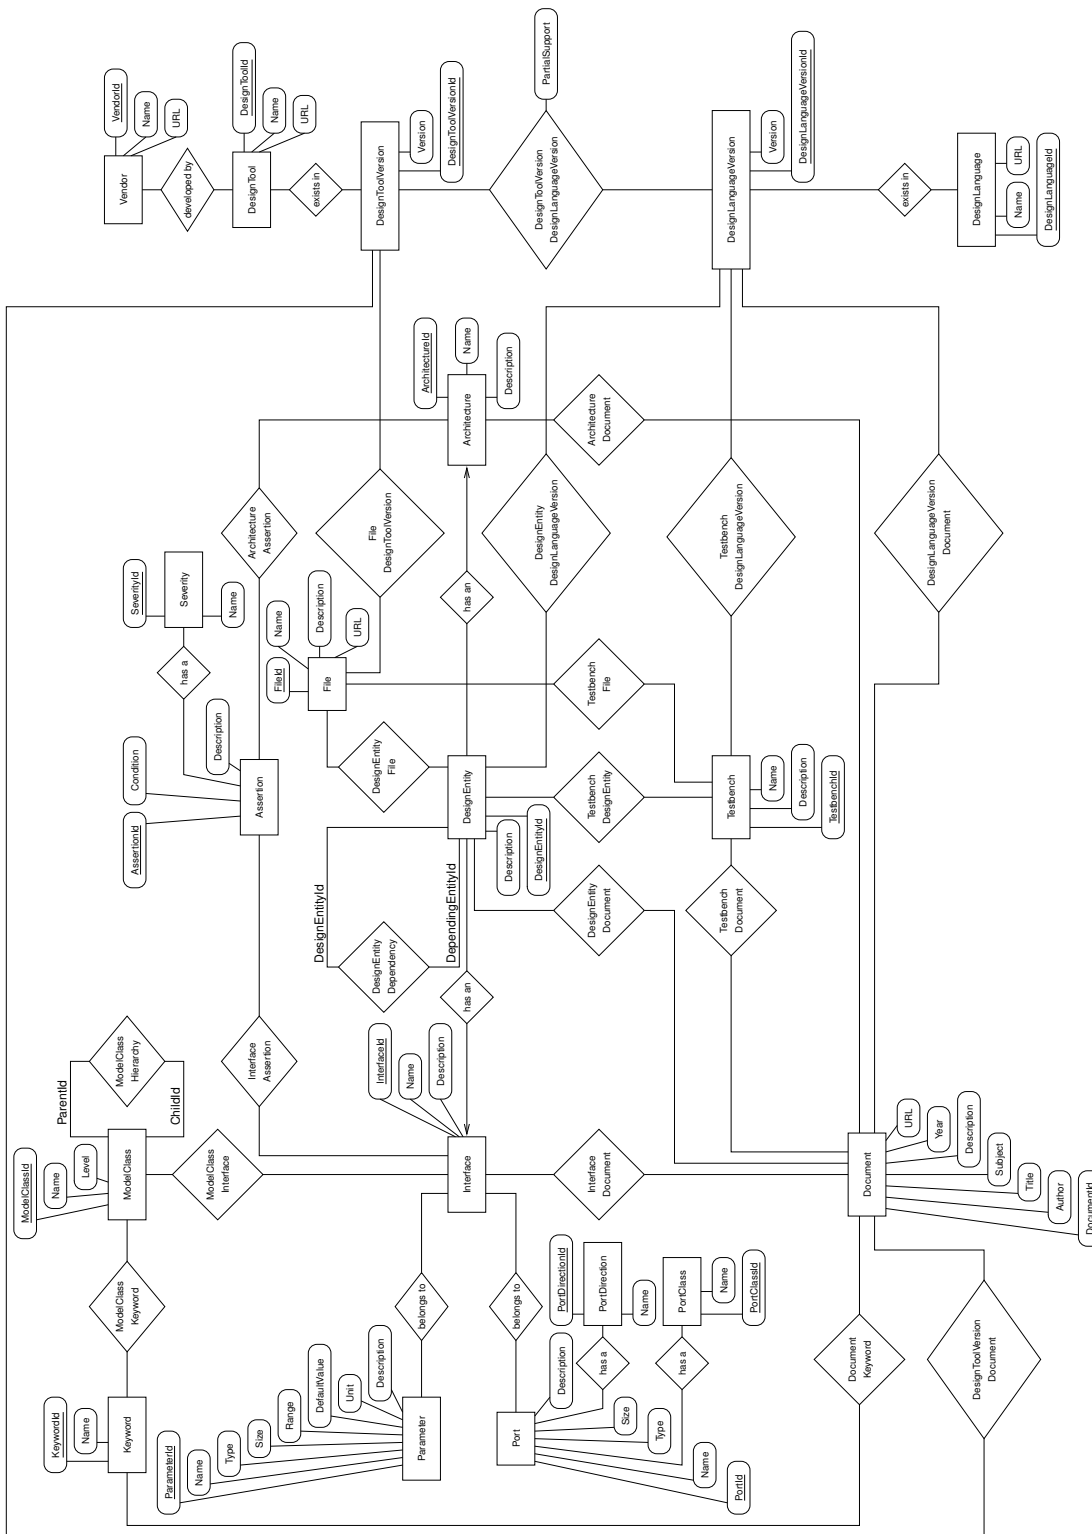 VendorId
Name
URL
Vendor
developed by
DesignToolId
Name
URL
DesignTool
exists in
DesignToolVersion
Version
DesignToolVersionId
PartialSupport
DesignToolVersion
DesignLanguageVersion
DesignLanguageVersion
Version
DesignLanguageVersionId
exists in
DesignLanguage
Name
URL
DesignLanguageId
ArchitectureId
Name
Description
Architecture
Architecture
Document
Architecture
Assertion
File
DesignToolVersion
DesignEntity
DesignLanguageVersion
Testbench
DesignLanguageVersion
DesignLanguageVersion
Document
SeverityId
Severity
Name
has a
has an
Name
Description
URL
FileId
File
Testbench
File
Condition
Description
AssertionId
Assertion
DesignEntity
File
DesignEntity
Description
DesignEntityId
Testbench
DesignEntity
Testbench
Name
Description
TestbenchId
DesignEntityId
DependingEntityId
DesignEntity
Dependency
DesignEntity
Document
Testbench
Document
has an
ModelClass
Hierarchy
ParentId
ChildId
Interface
Assertion
InterfaceId
Name
Description
ModelClassId
Name
Level
ModelClass
ModelClass
Interface
Interface
Interface
Document
Document
URL
Year
Description
Subject
Title
Author
DocumentId
ModelClass
Keyword
belongs to
belongs to
PortDirectionId
PortDirection
Name
PortClass
Name
PortClassId
has a
has a
Document
Keyword
DesignToolVersion
Document
KeywordId
Name
Keyword
ParameterId
Name
Type
Size
Range
DefaultValue
Unit
Description
Parameter
Description
Port
Size
Type
Name
PortId